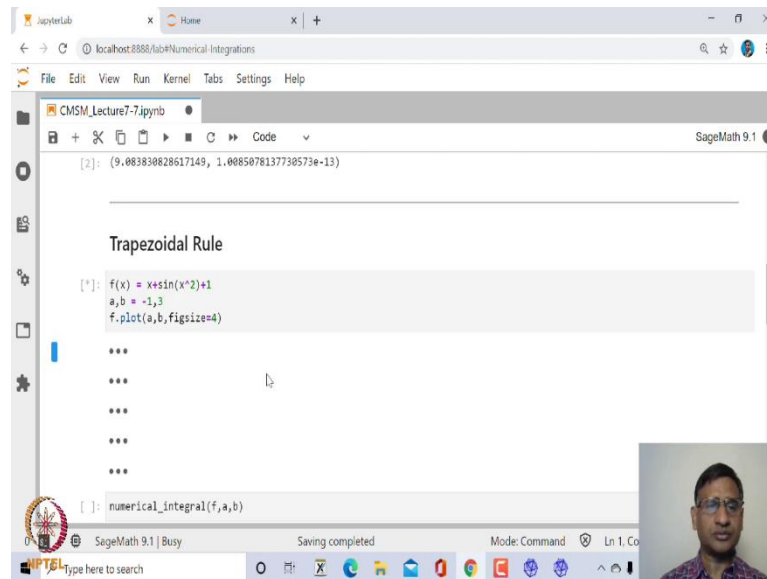 JupyterLab × Home × +
localhost:8888/lab#Numerical-Integrations
File Edit View Run Kernel Tabs Settings Help
CMSM_Lecture7-7.ipynb
Code
SageMath 9.1
[2]: (9.083830828617149, 1.0085078137730573e-13)
Trapezoidal Rule
[*]: f(x) = x+sin(x^2)+1
a,b = -1,3
f.plot(a,b,figsize=4)
[ ]: numerical_integral(f,a,b)
0 SageMath 9.1 | Busy Saving completed Mode: Command Ln 1, Co
NPTEL Type here to search